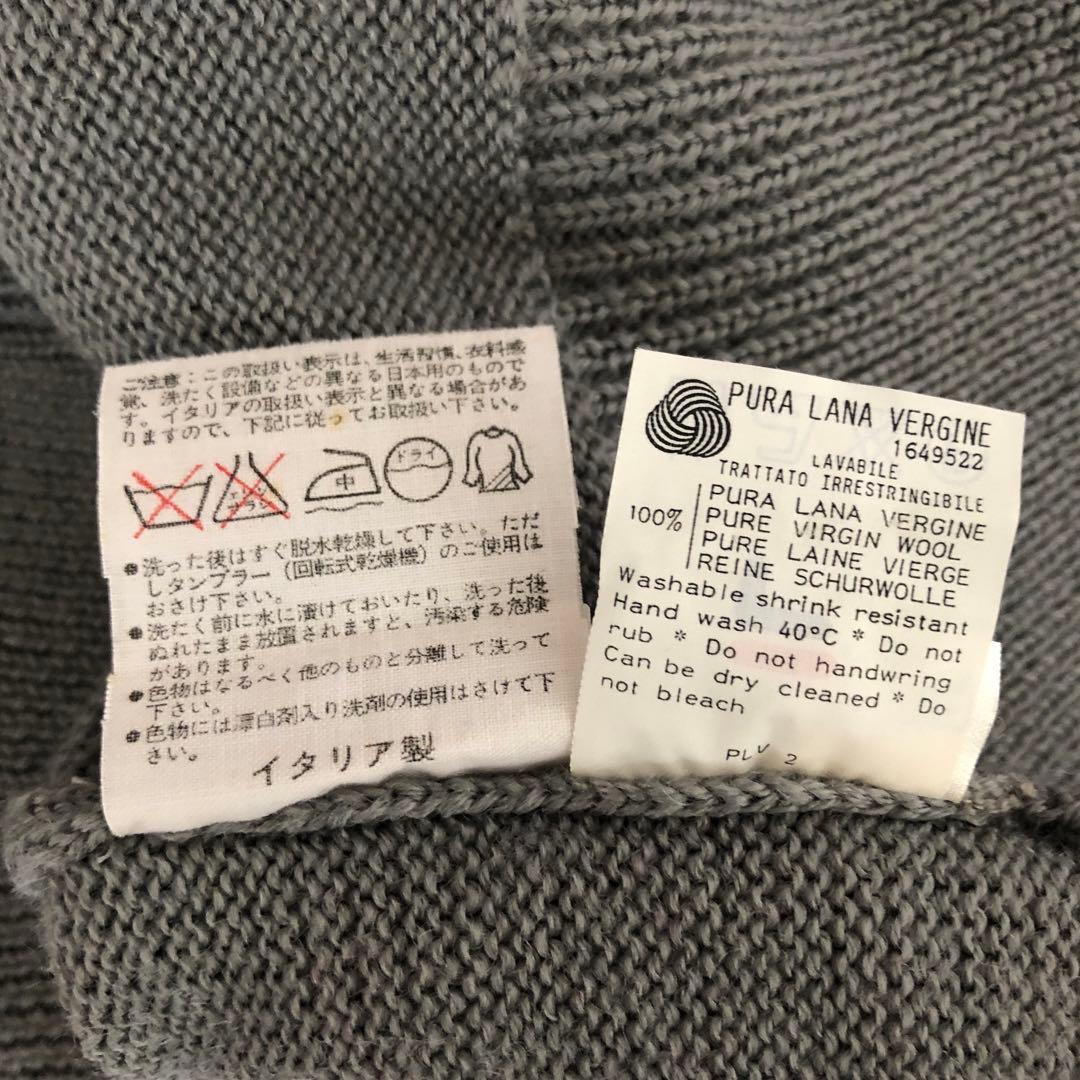 ご注意:この取扱い表示は、生活習慣、衣料感
覚、洗たく設備などの異なる日本用のもので
す。イタリアの取扱い表示と異なる場合があ
りますので、下記に従ってお取扱い下さい。
エンソ
サラシ
中
ドライ
●洗った後はすぐ脱水乾燥して下さい。ただ
しタンブラー(回転式乾燥機)のご使用は
おさけ下さい。
●洗たく前に水に漬けておいたり、洗った後
ぬれたまま放置されますと、汚染する危険
があります。
●色物はなるべく他のものと分離して洗って
下さい。
●色物には漂白剤入り洗剤の使用はさけて下
さい。
イタリア製
PURA LANA VERGINE
1649522
LAVABILE
TRATTATO IRRESTRINGIBILE
100%
PURA LANA VERGINE
PURE VIRGIN WOOL
PURE LAINE VIERGE
REINE SCHURWOLLE
Washable shrink resistant
Hand wash 40°C * Do not
rub * Do not handwring
Can be dry cleaned * Do
not bleach
PLV 2